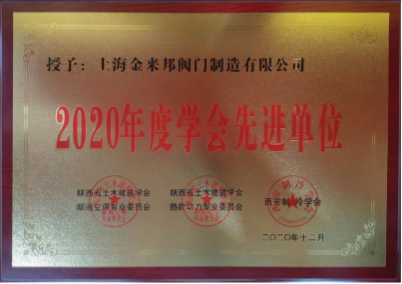 授予：上海金来邦阀门制造有限公司
2020年度学会先进单位
陕西省土木建筑学会
暖通空调专业委员会
陕西省土木建筑学会
热能动力专业委员会
西安制冷学会
二〇二〇年十二月